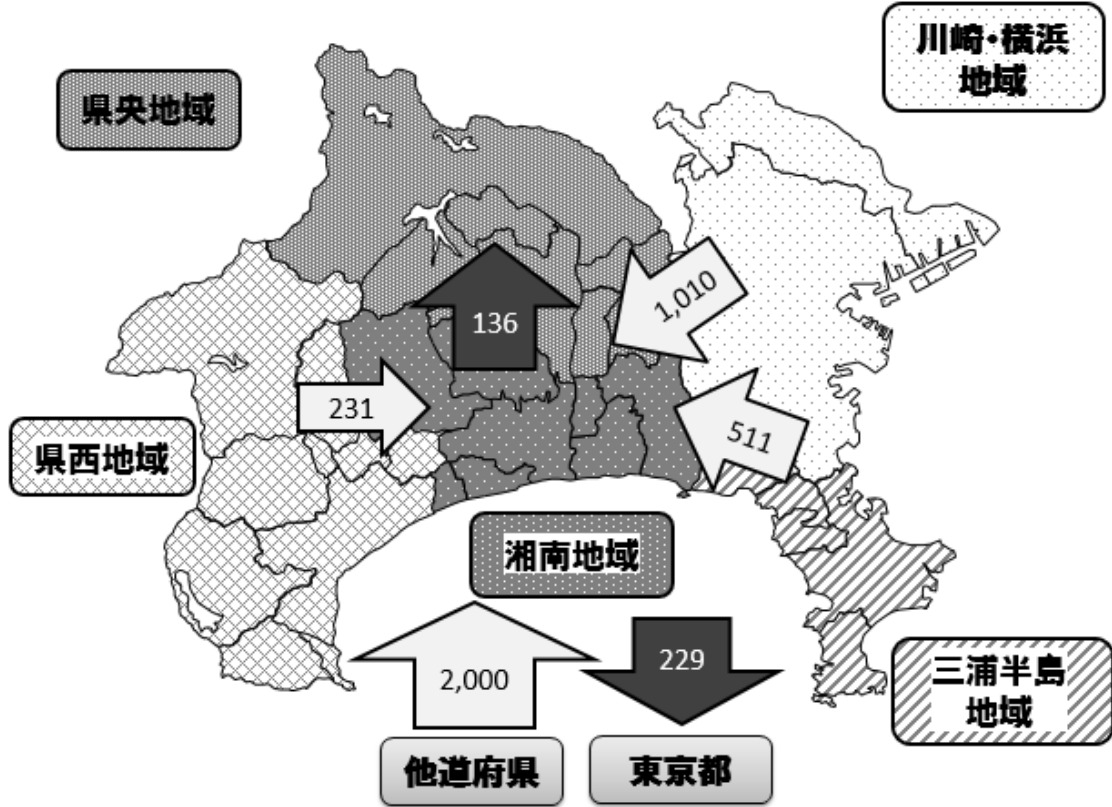 川崎・横浜
地域
県央地域
1,010
136
231
511
県西地域
湘南地域
2,000
229
三浦半島
地域
他道府県
東京都